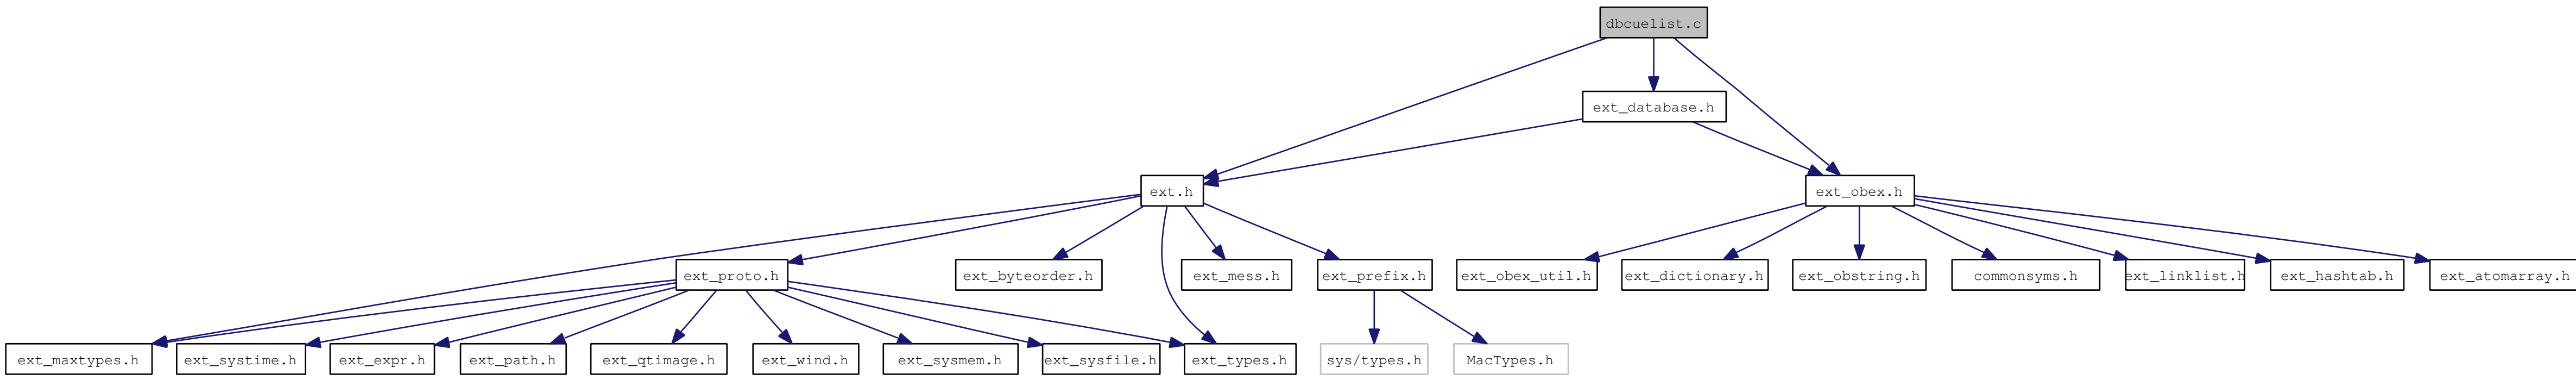 dbcuelist.c
ext_database.h
ext.h
ext_obex.h
ext_proto.h
ext_byteorder.h
ext_mess.h
ext_prefix.h
ext_obex_util.h
ext_dictionary.h
ext_obstring.h
commonsyms.h
ext_linklist.h
ext_hashtab.h
ext_atomarray.h
ext_maxtypes.h
ext_systime.h
ext_expr.h
ext_path.h
ext_qtimage.h
ext_wind.h
ext_sysmem.h
ext_sysfile.h
ext_types.h
sys/types.h
MacTypes.h